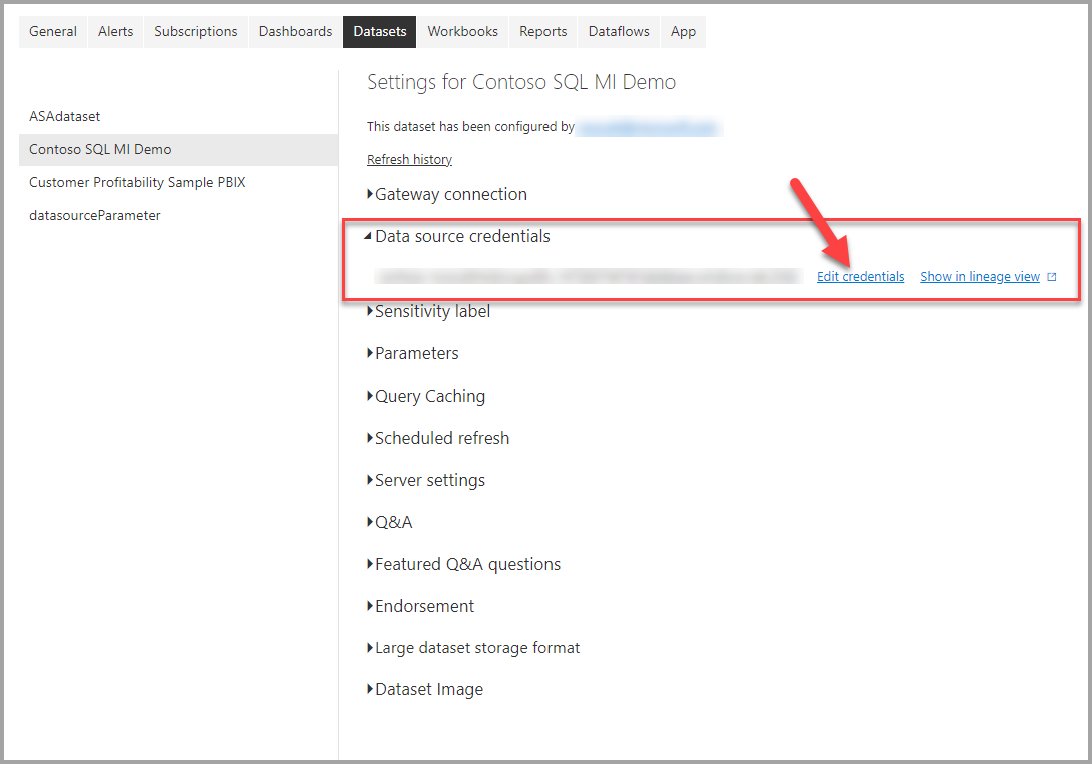 General Alerts Subscriptions Dashboards Datasets Workbooks Reports Dataflows App
ASAdataset
Contoso SQL MI Demo
Customer Profitability Sample PBIX
datasourceParameter
Settings for Contoso SQL MI Demo
This dataset has been configured by
Refresh history
Gateway connection
Data source credentials
Edit credentials Show in lineage view
Sensitivity label
Parameters
Query Caching
Scheduled refresh
Server settings
Q&A
Featured Q&A questions
Endorsement
Large dataset storage format
Dataset Image